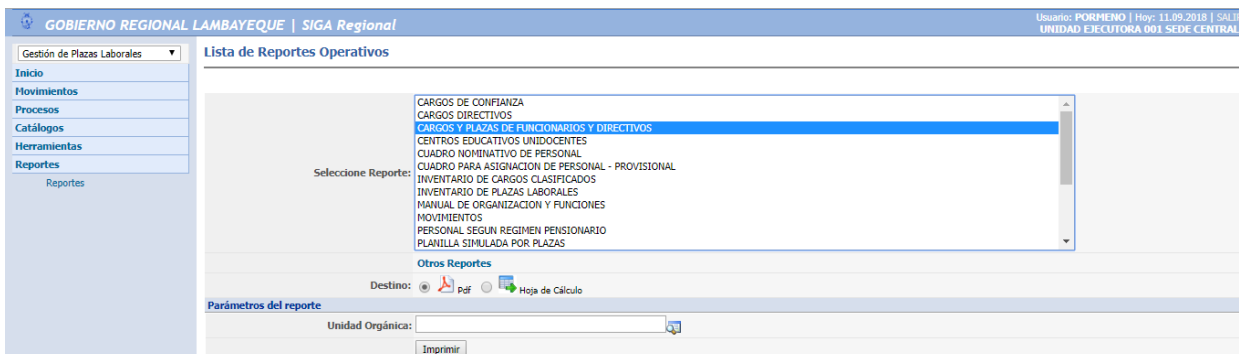 GOBIERNO REGIONAL LAMBAYEQUE | SIGA Regional
Usuario: PORMENO | Hoy: 11.09.2018 | SALIR
UNIDAD EJECUTORA 001 SEDE CENTRAL
Gestión de Plazas Laborales
Lista de Reportes Operativos
Inicio
Movimientos
Procesos
Catálogos
Herramientas
Reportes
Reportes
Seleccione Reporte:
CARGOS DE CONFIANZA
CARGOS DIRECTIVOS
CARGOS Y PLAZAS DE FUNCIONARIOS Y DIRECTIVOS
CENTROS EDUCATIVOS UNIDOCENTES
CUADRO NOMINATIVO DE PERSONAL
CUADRO PARA ASIGNACION DE PERSONAL - PROVISIONAL
INVENTARIO DE CARGOS CLASIFICADOS
INVENTARIO DE PLAZAS LABORALES
MANUAL DE ORGANIZACION Y FUNCIONES
MOVIMIENTOS
PERSONAL SEGUN REGIMEN PENSIONARIO
PLANILLA SIMULADA POR PLAZAS
Otros Reportes
Destino: Pdf Hoja de Cálculo
Parámetros del reporte
Unidad Orgánica:
Imprimir